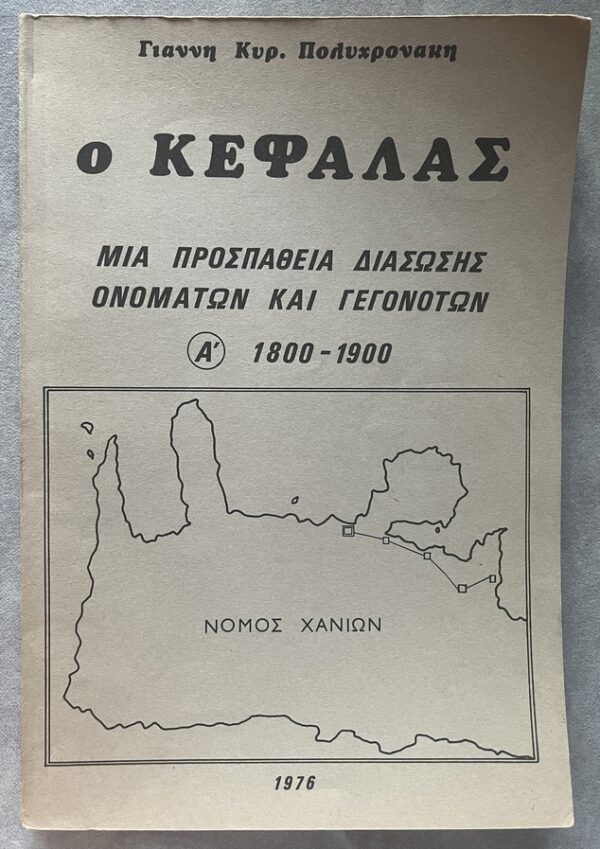 Γιαννη Κυρ. Πολυχρονακη
ο ΚΕΦΑΛΑΣ
ΜΙΑ ΠΡΟΣΠΑΘΕΙΑ ΔΙΑΣΩΣΗΣ
ΟΝΟΜΑΤΩΝ ΚΑΙ ΓΕΓΟΝΟΤΩΝ
Α' 1800-1900
ΝΟΜΟΣ ΧΑΝΙΩΝ
1976